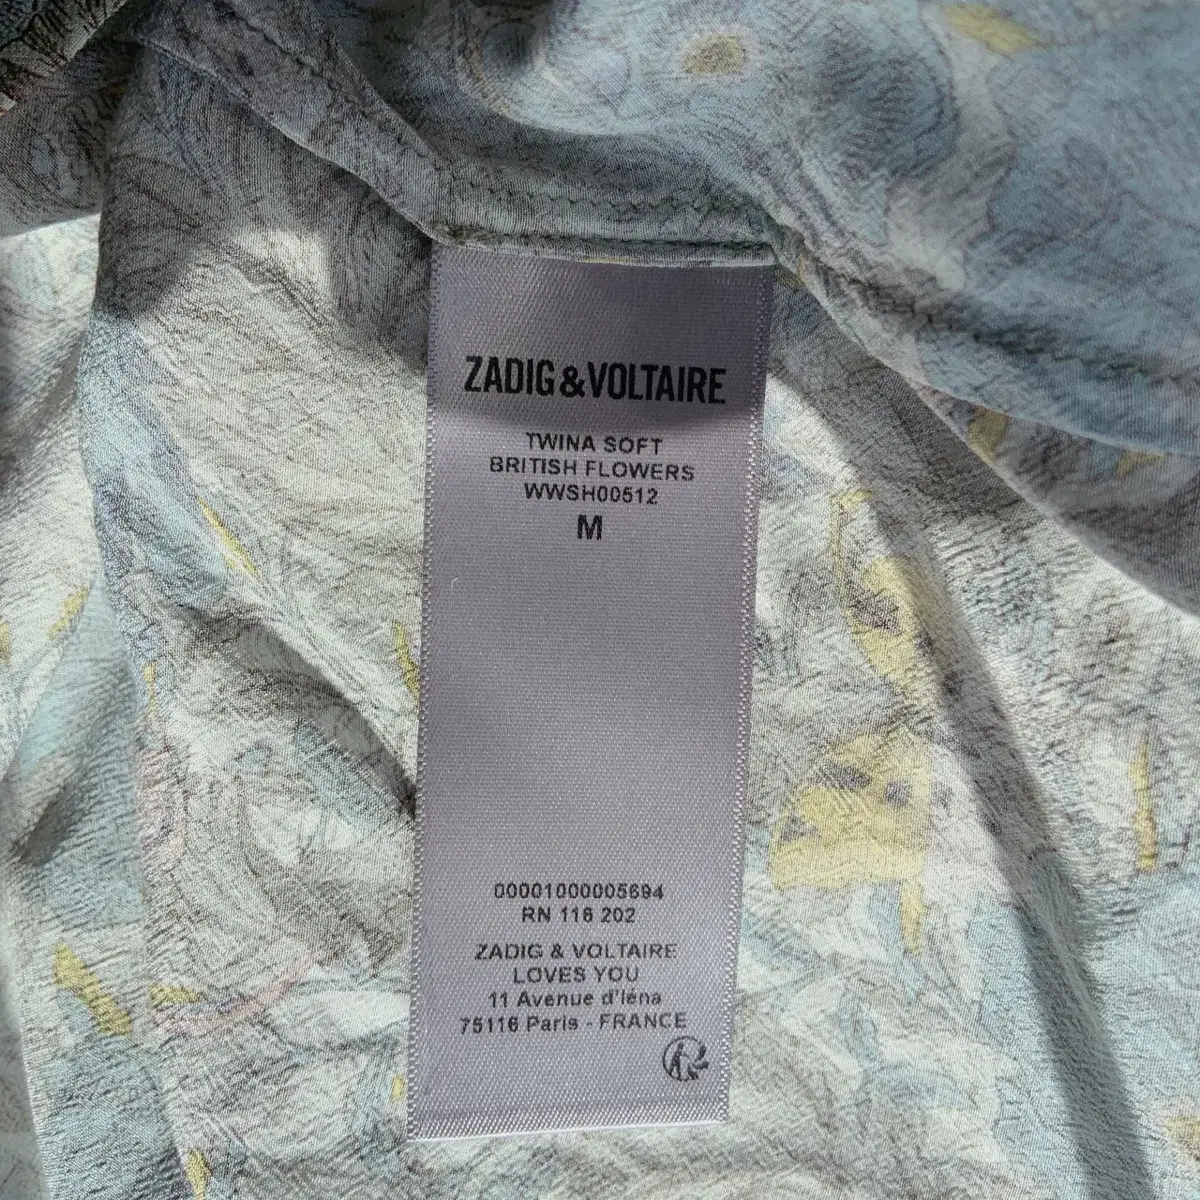 ZADIG&VOLTAIRE
TWINA SOFT
BRITISH FLOWERS
WWSH00512
M
00001000005694
RN 116 202
ZADIG & VOLTAIRE
LOVES YOU
11 Avenue d'Iéna
75116 Paris - FRANCE